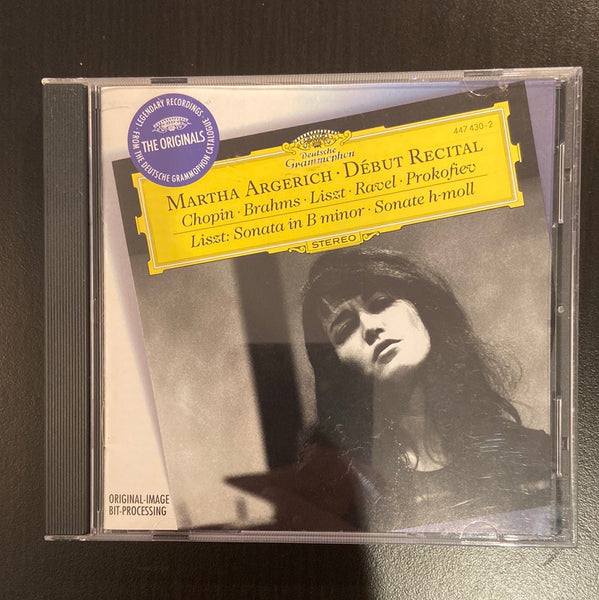 LEGENDARY RECORDINGS
THE ORIGINALS
FROM THE DEUTSCHE GRAMMOPHON CATALOGUE
447 430-2
Deutsche
Grammophon
MARTHA ARGERICH · DÉBUT RECITAL
Chopin · Brahms · Liszt · Ravel · Prokofiev
Liszt: Sonata in B minor · Sonate h-moll
STEREO
ORIGINAL-IMAGE
BIT-PROCESSING